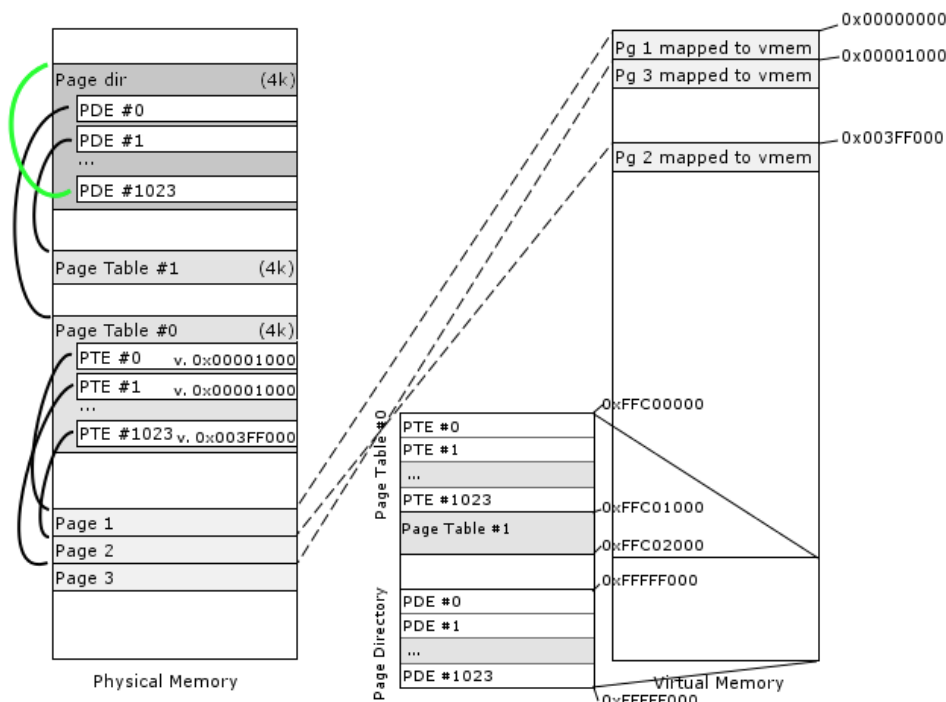 Page dir (4k)
PDE #0
PDE #1
...
PDE #1023
Page Table #1 (4k)
Page Table #0 (4k)
PTE #0 v. 0x00001000
PTE #1 v. 0x00001000
...
PTE #1023 v. 0x003FF000
Page 1
Page 2
Page 3
Physical Memory
Page Table #0
PTE #0
PTE #1
...
PTE #1023
Page Table #1
Page Directory
PDE #0
PDE #1
...
PDE #1023
0xFFC00000
0xFFC01000
0xFFC02000
0xFFFFF000
0xFFFFF000
Pg 1 mapped to vmem
Pg 3 mapped to vmem
Pg 2 mapped to vmem
0x00000000
0x00001000
0x003FF000
Virtual Memory